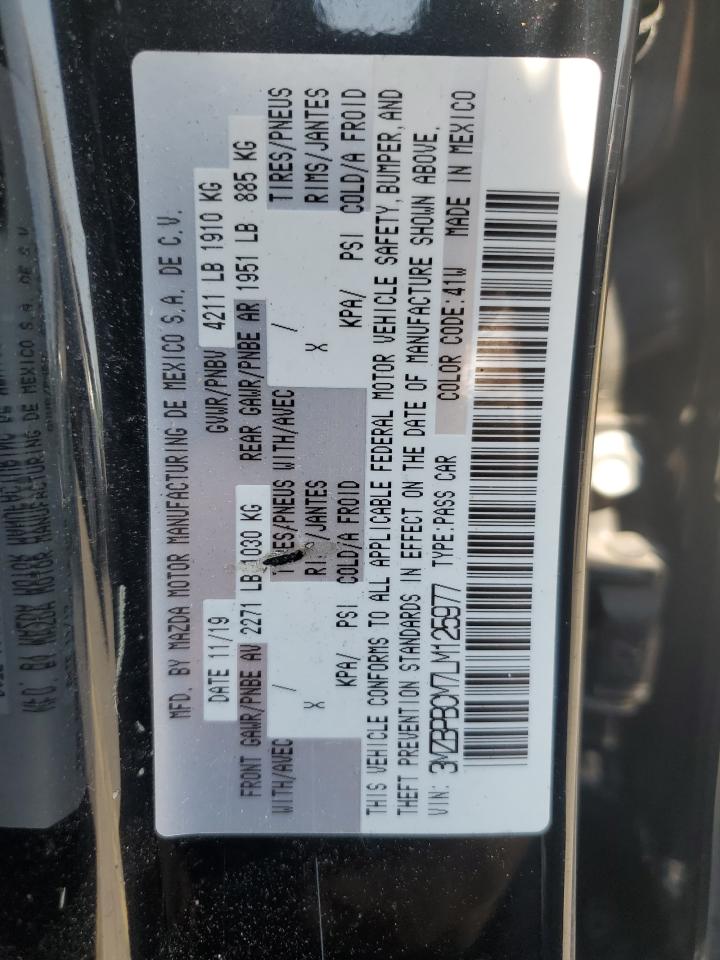 MFD. BY MAZDA MOTOR MANUFACTURING DE MEXICO S.A. DE C.V.
DATE 11/19 GVWR/PNBV 4211 LB 1910 KG
FRONT GAWR/PNBE AV 2271 LB 1030 KG REAR GAWR/PNBE AR 1951 LB 885 KG
WITH/AVEC / TIRES/PNEUS WITH/AVEC / TIRES/PNEUS
X RIMS/JANTES X RIMS/JANTES
KPA/ PSI COLD/A FROID KPA/ PSI COLD/A FROID
THIS VEHICLE CONFORMS TO ALL APPLICABLE FEDERAL MOTOR VEHICLE SAFETY, BUMPER, AND
THEFT PREVENTION STANDARDS IN EFFECT ON THE DATE OF MANUFACTURE SHOWN ABOVE.
VIN: 3MZBPBCM7LM125977 TYPE:PASS CAR COLOR CODE:41W MADE IN MEXICO